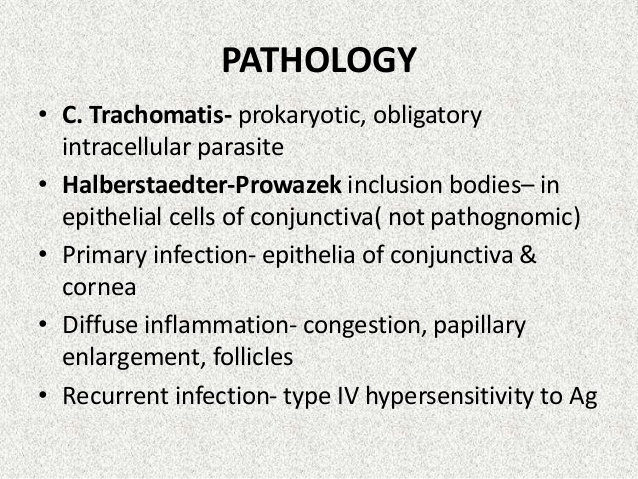 PATHOLOGY
• C. Trachomatis- prokaryotic, obligatory
intracellular parasite
• Halberstaedter-Prowazek inclusion bodies– in
epithelial cells of conjunctiva( not pathognomic)
• Primary infection- epithelia of conjunctiva &
cornea
• Diffuse inflammation- congestion, papillary
enlargement, follicles
• Recurrent infection- type IV hypersensitivity to Ag